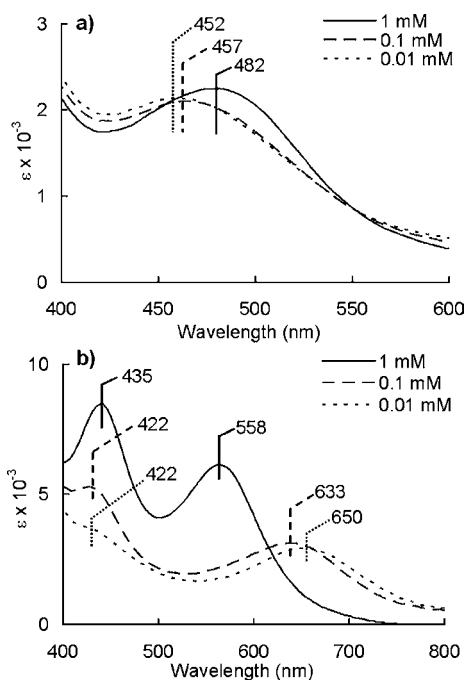 a)
452
457
482
1 mM
0.1 mM
0.01 mM
3
2
1
0
ε x 10⁻³
400 450 500 550 600
Wavelength (nm)
b)
435
422
422
558
633
650
1 mM
0.1 mM
0.01 mM
10
5
0
ε x 10⁻³
400 500 600 700 800
Wavelength (nm)